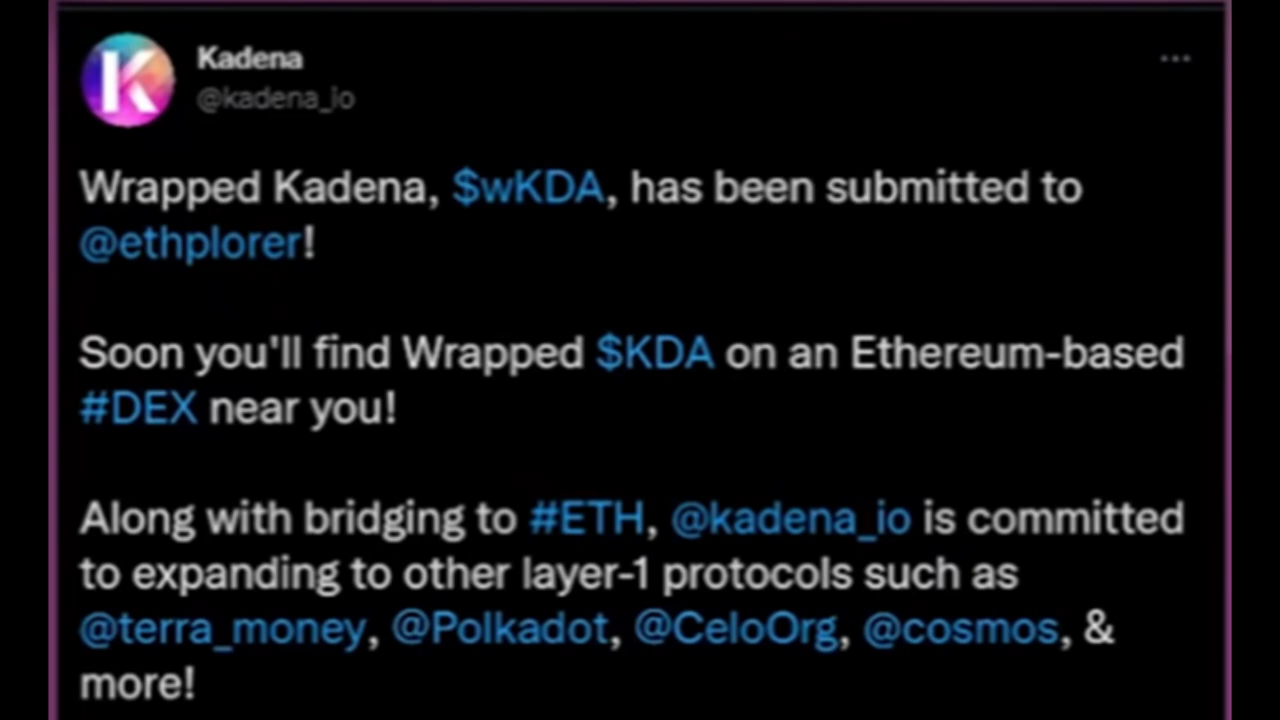 Kadena
@kadena_io
Wrapped Kadena, $wKDA, has been submitted to
@ethplorer!
Soon you'll find Wrapped $KDA on an Ethereum-based
#DEX near you!
Along with bridging to #ETH, @kadena_io is committed
to expanding to other layer-1 protocols such as
@terra_money, @Polkadot, @CeloOrg, @cosmos, &
more!